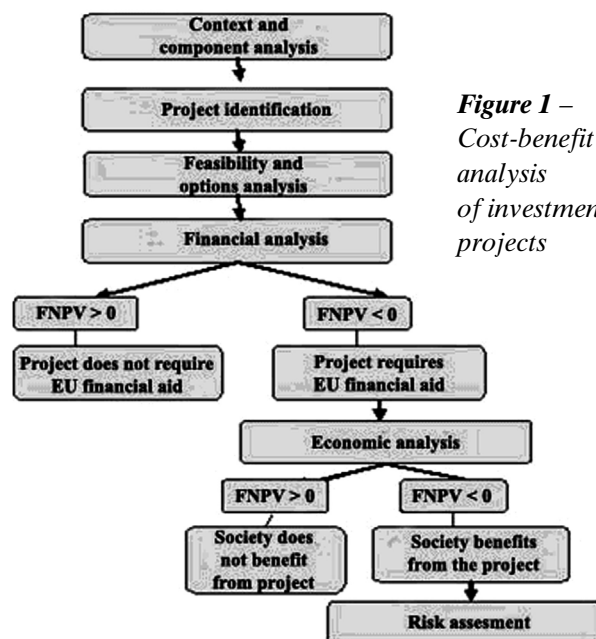 Context and
component analysis
Project identification
Feasibility and
options analysis
Financial analysis
Figure 1 –
Cost-benefit
analysis
of investmen
projects
FNPV > 0
FNPV < 0
Project does not require
EU financial aid
Project requires
EU financial aid
Economic analysis
FNPV > 0
FNPV < 0
Society does
not benefit
from project
Society benefits
from the project
Risk assesment